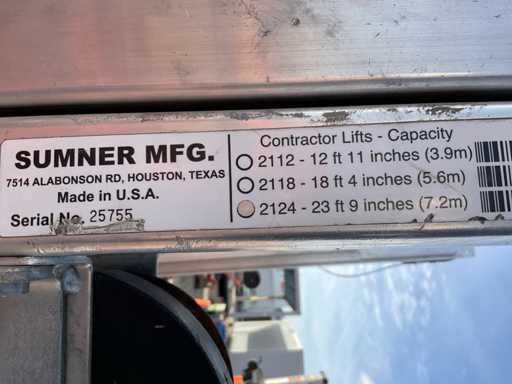 SUMNER MFG.
7514 ALABONSON RD, HOUSTON, TEXAS
Made in U.S.A.
Serial No. 25755
Contractor Lifts - Capacity
2112 - 12 ft 11 inches (3.9m)
2118 - 18 ft 4 inches (5.6m)
2124 - 23 ft 9 inches (7.2m)